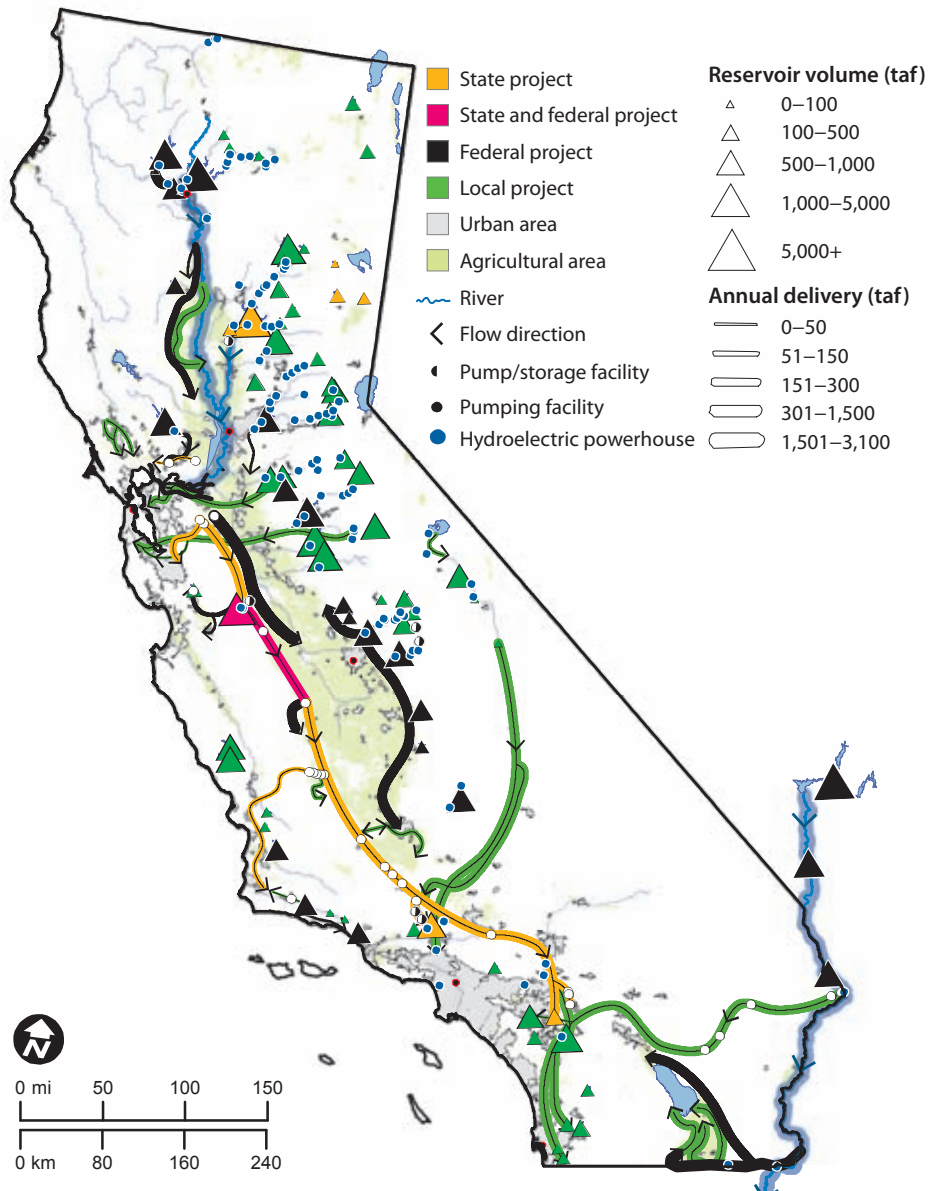 State project
State and federal project
Federal project
Local project
Urban area
Agricultural area
River
Flow direction
Pump/storage facility
Pumping facility
Hydroelectric powerhouse
Reservoir volume (taf)
0–100
100–500
500–1,000
1,000–5,000
5,000+
Annual delivery (taf)
0–50
51–150
151–300
301–1,500
1,501–3,100
N
0 mi 50 100 150
0 km 80 160 240